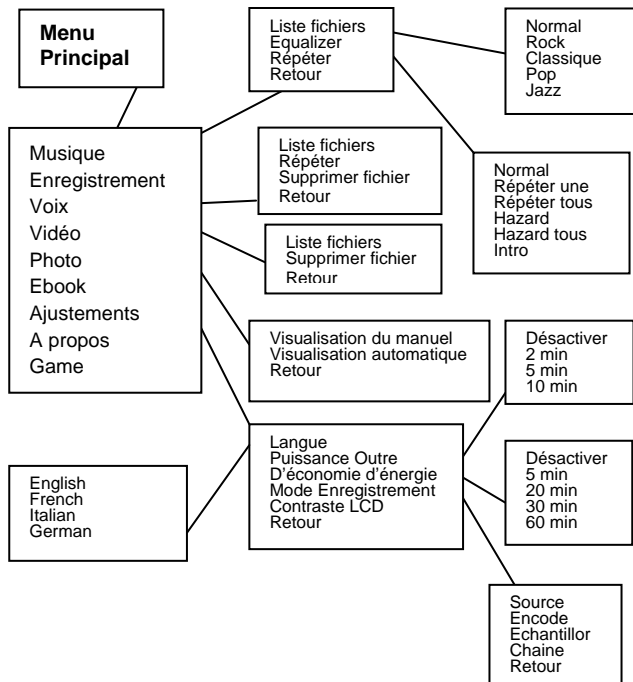 Menu
Principal
Liste fichiers
Equalizer
Répéter
Retour
Normal
Rock
Classique
Pop
Jazz
Musique
Enregistrement
Voix
Vidéo
Photo
Ebook
Ajustements
A propos
Game
Liste fichiers
Répéter
Supprimer fichier
Retour
Normal
Répéter une
Répéter tous
Hazard
Hazard tous
Intro
Liste fichiers
Supprimer fichier
Retour
Visualisation du manuel
Visualisation automatique
Retour
Désactiver
2 min
5 min
10 min
Langue
Puissance Outre
D'économie d'énergie
Mode Enregistrement
Contraste LCD
Retour
Désactiver
5 min
20 min
30 min
60 min
English
French
Italian
German
Source
Encode
Echantillor
Chaine
Retour